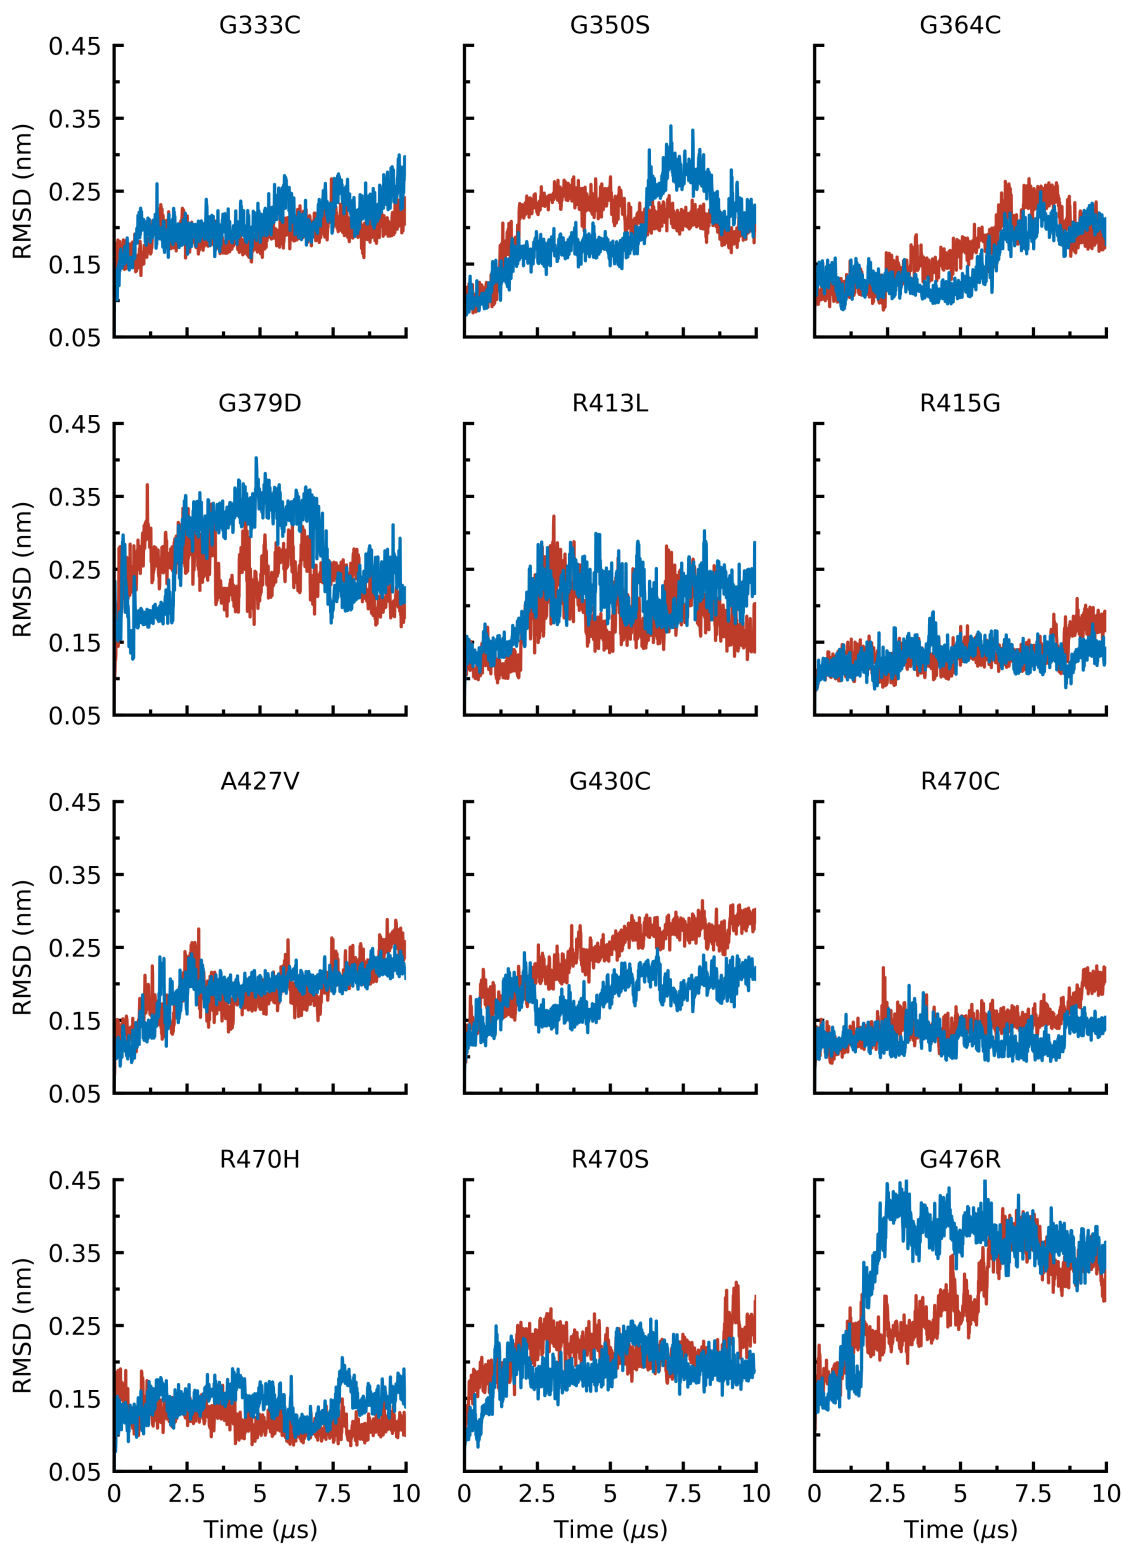 G333C G350S G364C
0.45
0.35
0.25
0.15
0.05
RMSD (nm)
G379D R413L R415G
0.45
0.35
0.25
0.15
0.05
RMSD (nm)
A427V G430C R470C
0.45
0.35
0.25
0.15
0.05
RMSD (nm)
R470H R470S G476R
0.45
0.35
0.25
0.15
0.05
RMSD (nm)
0 2.5 5 7.5 10 0 2.5 5 7.5 10 0 2.5 5 7.5 10
Time (μs) Time (μs) Time (μs)